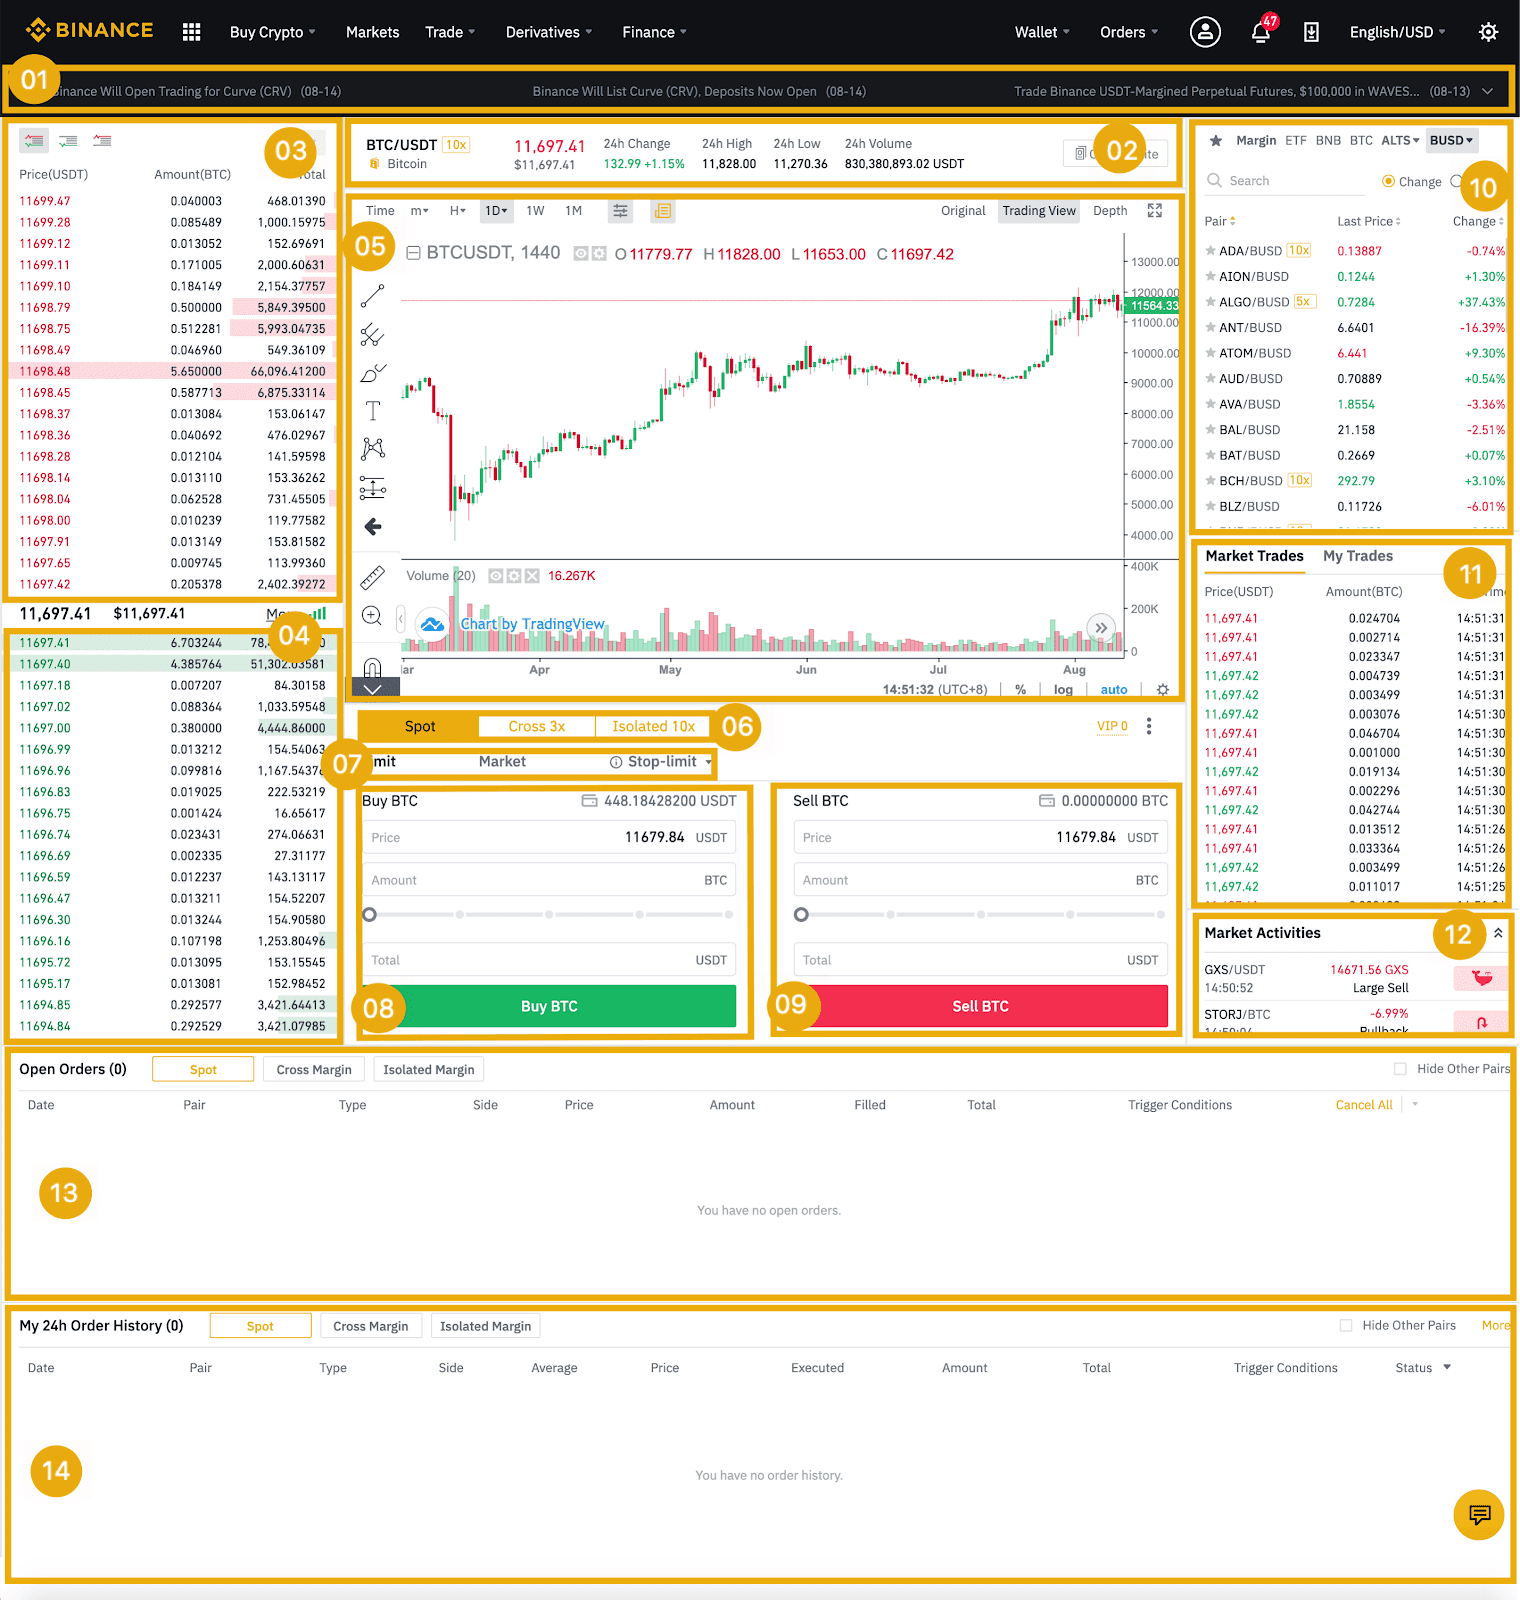 BINANCE Buy Crypto Markets Trade Derivatives Finance Wallet Orders 47 English/USD
01
Binance Will Open Trading for Curve (CRV) (08-14) Binance Will List Curve (CRV), Deposits Now Open (08-14) Trade Binance USDT-Margined Perpetual Futures, $100,000 in WAVES... (08-13)
03
Price(USDT) Amount(BTC) Total
11699.47 0.040003 468.01390
11699.28 0.085489 1,000.15975
11699.12 0.013052 152.69691
11699.11 0.171005 2,000.60631
11699.10 0.184149 2,154.37757
11698.79 0.500000 5,849.39500
11698.75 0.512281 5,993.04735
11698.49 0.046960 549.36109
11698.48 5.650000 66,096.41200
11698.45 0.587713 6,875.33114
11698.37 0.013084 153.06147
11698.36 0.040692 476.02967
11698.28 0.012104 141.59598
11698.14 0.013110 153.36262
11698.04 0.062528 731.45505
11698.00 0.010239 119.77582
11697.91 0.013149 153.81582
11697.65 0.009745 113.99360
11697.42 0.205378 2,402.39272
11,697.41 $11,697.41
04
11697.41 6.703244
11697.40 4.385764 51,302.03581
11697.18 0.007207 84.30158
11697.02 0.088364 1,033.59548
11697.00 0.380000 4,444.86000
11696.99 0.013212 154.54063
11696.96 0.099816 1,167.54376
11696.83 0.019025 222.53219
11696.75 0.001424 16.65617
11696.74 0.023431 274.06631
11696.69 0.002335 27.31177
11696.59 0.012237 143.13117
11696.47 0.013211 154.52207
11696.30 0.013244 154.90580
11696.16 0.107198 1,253.80496
11695.72 0.013095 153.15545
11695.17 0.013081 152.98452
11694.85 0.292577 3,421.64413
11694.84 0.292529 3,421.07985
BTC/USDT 10x 11,697.41 24h Change 24h High 24h Low 24h Volume
Bitcoin $11,697.41 132.99 +1.15% 11,828.00 11,270.36 830,380,893.02 USDT
02
Time m H 1D 1W 1M Original Trading View Depth
05
BTCUSDT, 1440 O 11779.77 H 11828.00 L 11653.00 C 11697.42
13000.00
12000.00
11564.33
11000.00
10000.00
9000.00
8000.00
7000.00
6000.00
5000.00
4000.00
Volume (20) 16.267K
400K
200K
0
Chart by TradingView
Apr May Jun Jul Aug
14:51:32 (UTC+8) % log auto
Spot Cross 3x Isolated 10x 06 VIP 0
07 Market Stop-limit
Buy BTC 448.18428200 USDT
Price 11679.84 USDT
Amount BTC
Total USDT
08 Buy BTC
Sell BTC 0.00000000 BTC
Price 11679.84 USDT
Amount BTC
Total USDT
09 Sell BTC
Margin ETF BNB BTC ALTS BUSD
Search Change
10
Pair Last Price Change
ADA/BUSD 10x 0.13887 -0.74%
AION/BUSD 0.1244 +1.30%
ALGO/BUSD 5x 0.7284 +37.43%
ANT/BUSD 6.6401 -16.39%
ATOM/BUSD 6.441 +9.30%
AUD/BUSD 0.70889 +0.54%
AVA/BUSD 1.8554 -3.36%
BAL/BUSD 21.158 -2.51%
BAT/BUSD 0.2669 +0.07%
BCH/BUSD 10x 292.79 +3.10%
BLZ/BUSD 0.11726 -6.01%
Market Trades My Trades
11
Price(USDT) Amount(BTC)
11,697.41 0.024704 14:51:31
11,697.41 0.002714 14:51:31
11,697.41 0.023347 14:51:31
11,697.42 0.004739 14:51:31
11,697.42 0.003499 14:51:31
11,697.42 0.003076 14:51:30
11,697.41 0.046704 14:51:30
11,697.41 0.001000 14:51:30
11,697.42 0.019134 14:51:30
11,697.41 0.002296 14:51:30
11,697.42 0.042744 14:51:30
11,697.41 0.013512 14:51:26
11,697.41 0.033364 14:51:26
11,697.42 0.003499 14:51:26
11,697.42 0.011017 14:51:25
Market Activities 12
GXS/USDT 14671.56 GXS
14:50:52 Large Sell
STORJ/BTC -6.99%
Pullback
Open Orders (0) Spot Cross Margin Isolated Margin Hide Other Pairs
Date Pair Type Side Price Amount Filled Total Trigger Conditions Cancel All
13
You have no open orders.
My 24h Order History (0) Spot Cross Margin Isolated Margin Hide Other Pairs More
Date Pair Type Side Average Price Executed Amount Total Trigger Conditions Status
14
You have no order history.